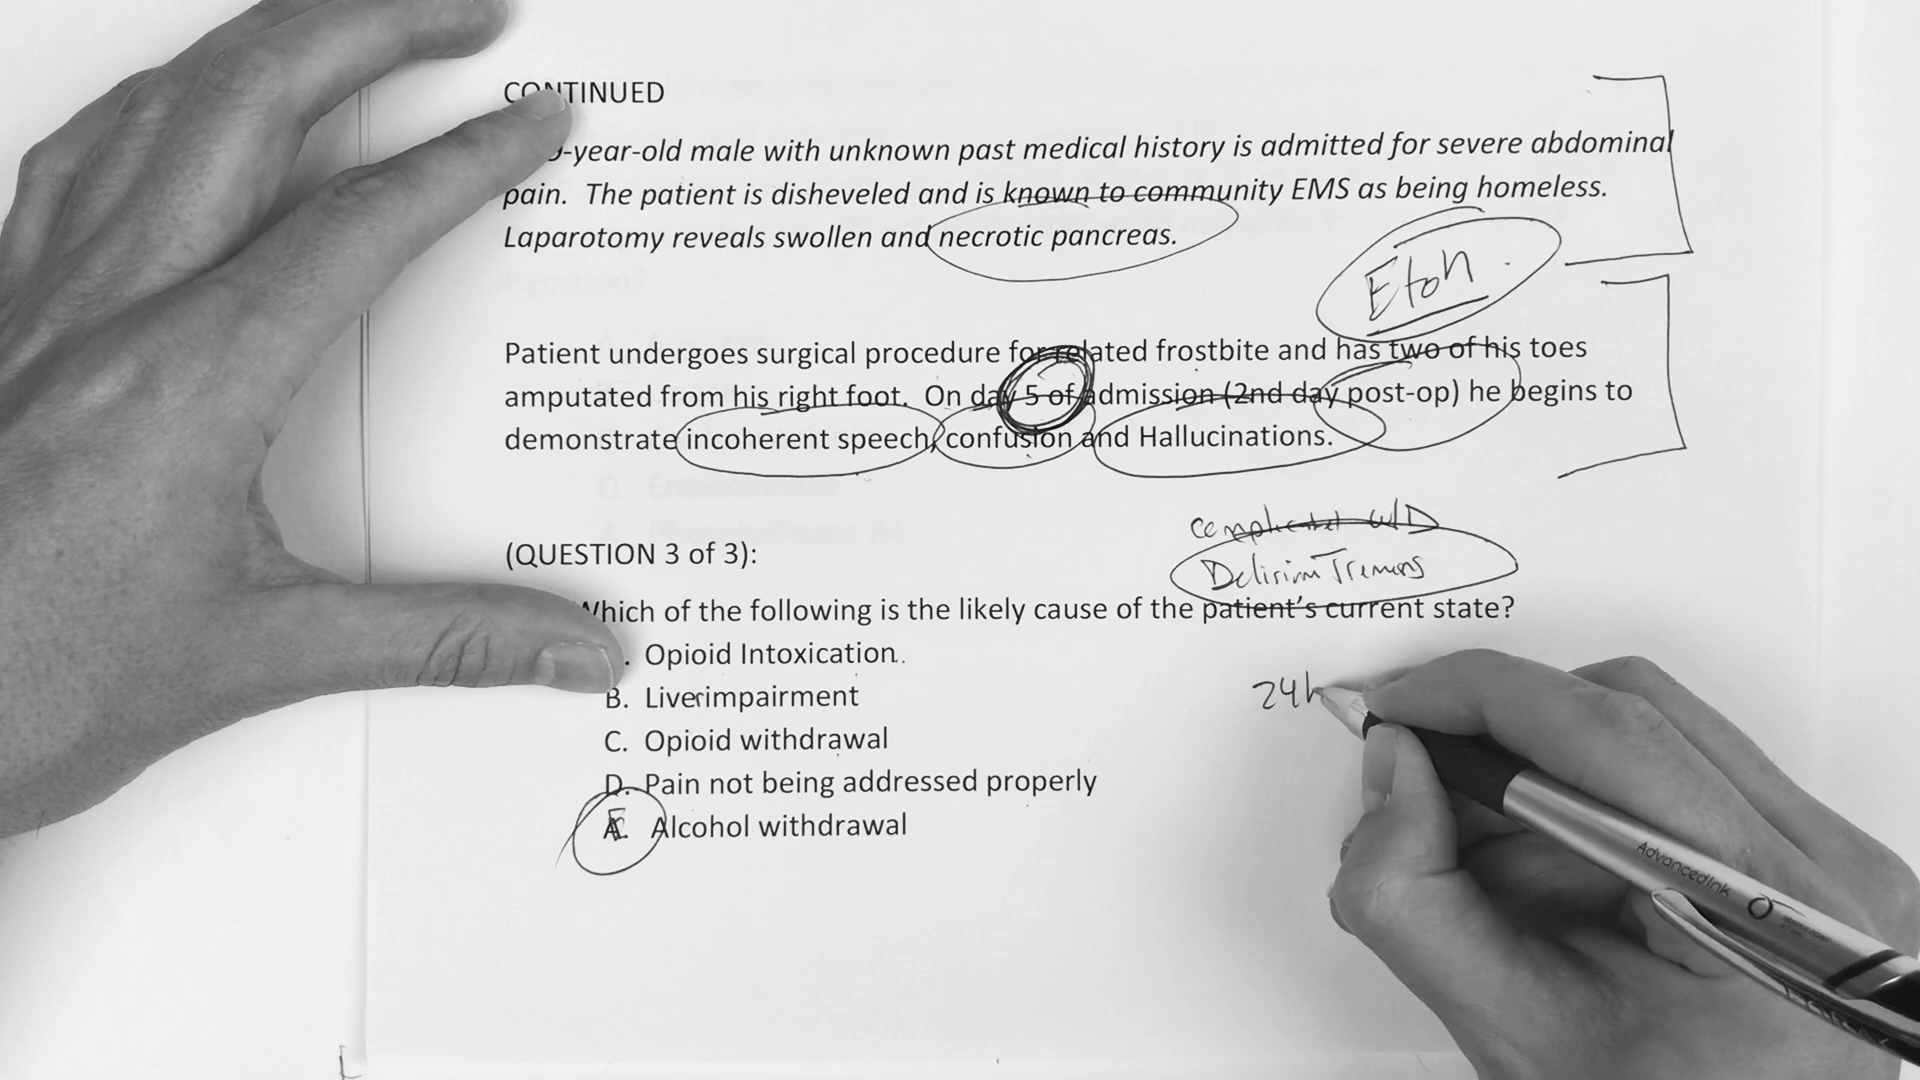 CONTINUED
-year-old male with unknown past medical history is admitted for severe abdominal
pain. The patient is disheveled and is known to community EMS as being homeless.
Laparotomy reveals swollen and necrotic pancreas.
Etoh
Patient undergoes surgical procedure for related frostbite and has two of his toes
amputated from his right foot. On day 5 of admission (2nd day post-op) he begins to
demonstrate incoherent speech, confusion and Hallucinations.
w/D
Delirium Tremens
(QUESTION 3 of 3):
Which of the following is the likely cause of the patient's current state?
. Opioid Intoxication.
B. Liverimpairment
C. Opioid withdrawal
24h
D. Pain not being addressed properly
E. Alcohol withdrawal
AdvancedInk